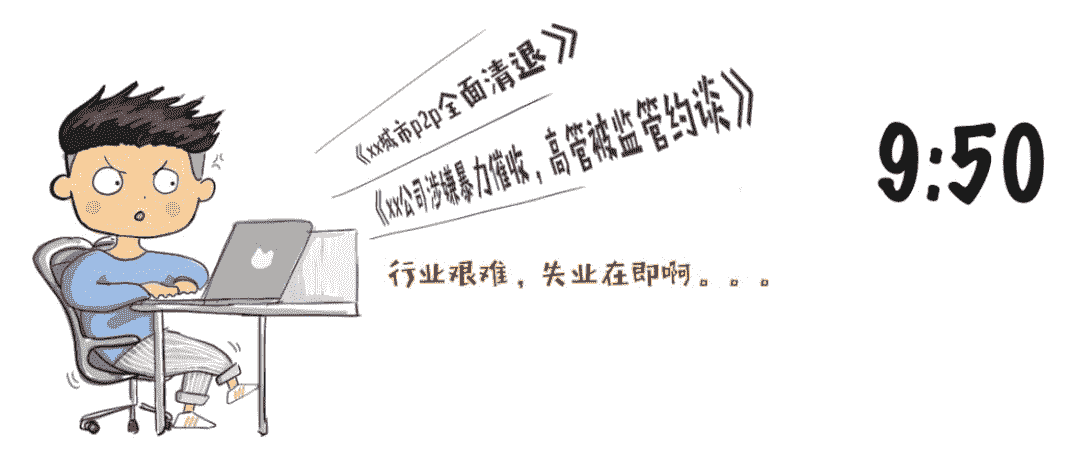 《xx城市p2p全面清退》
《xx公司涉嫌暴力催收，高管被监管约谈》
9:50
行业艰难，失业在即啊。。。